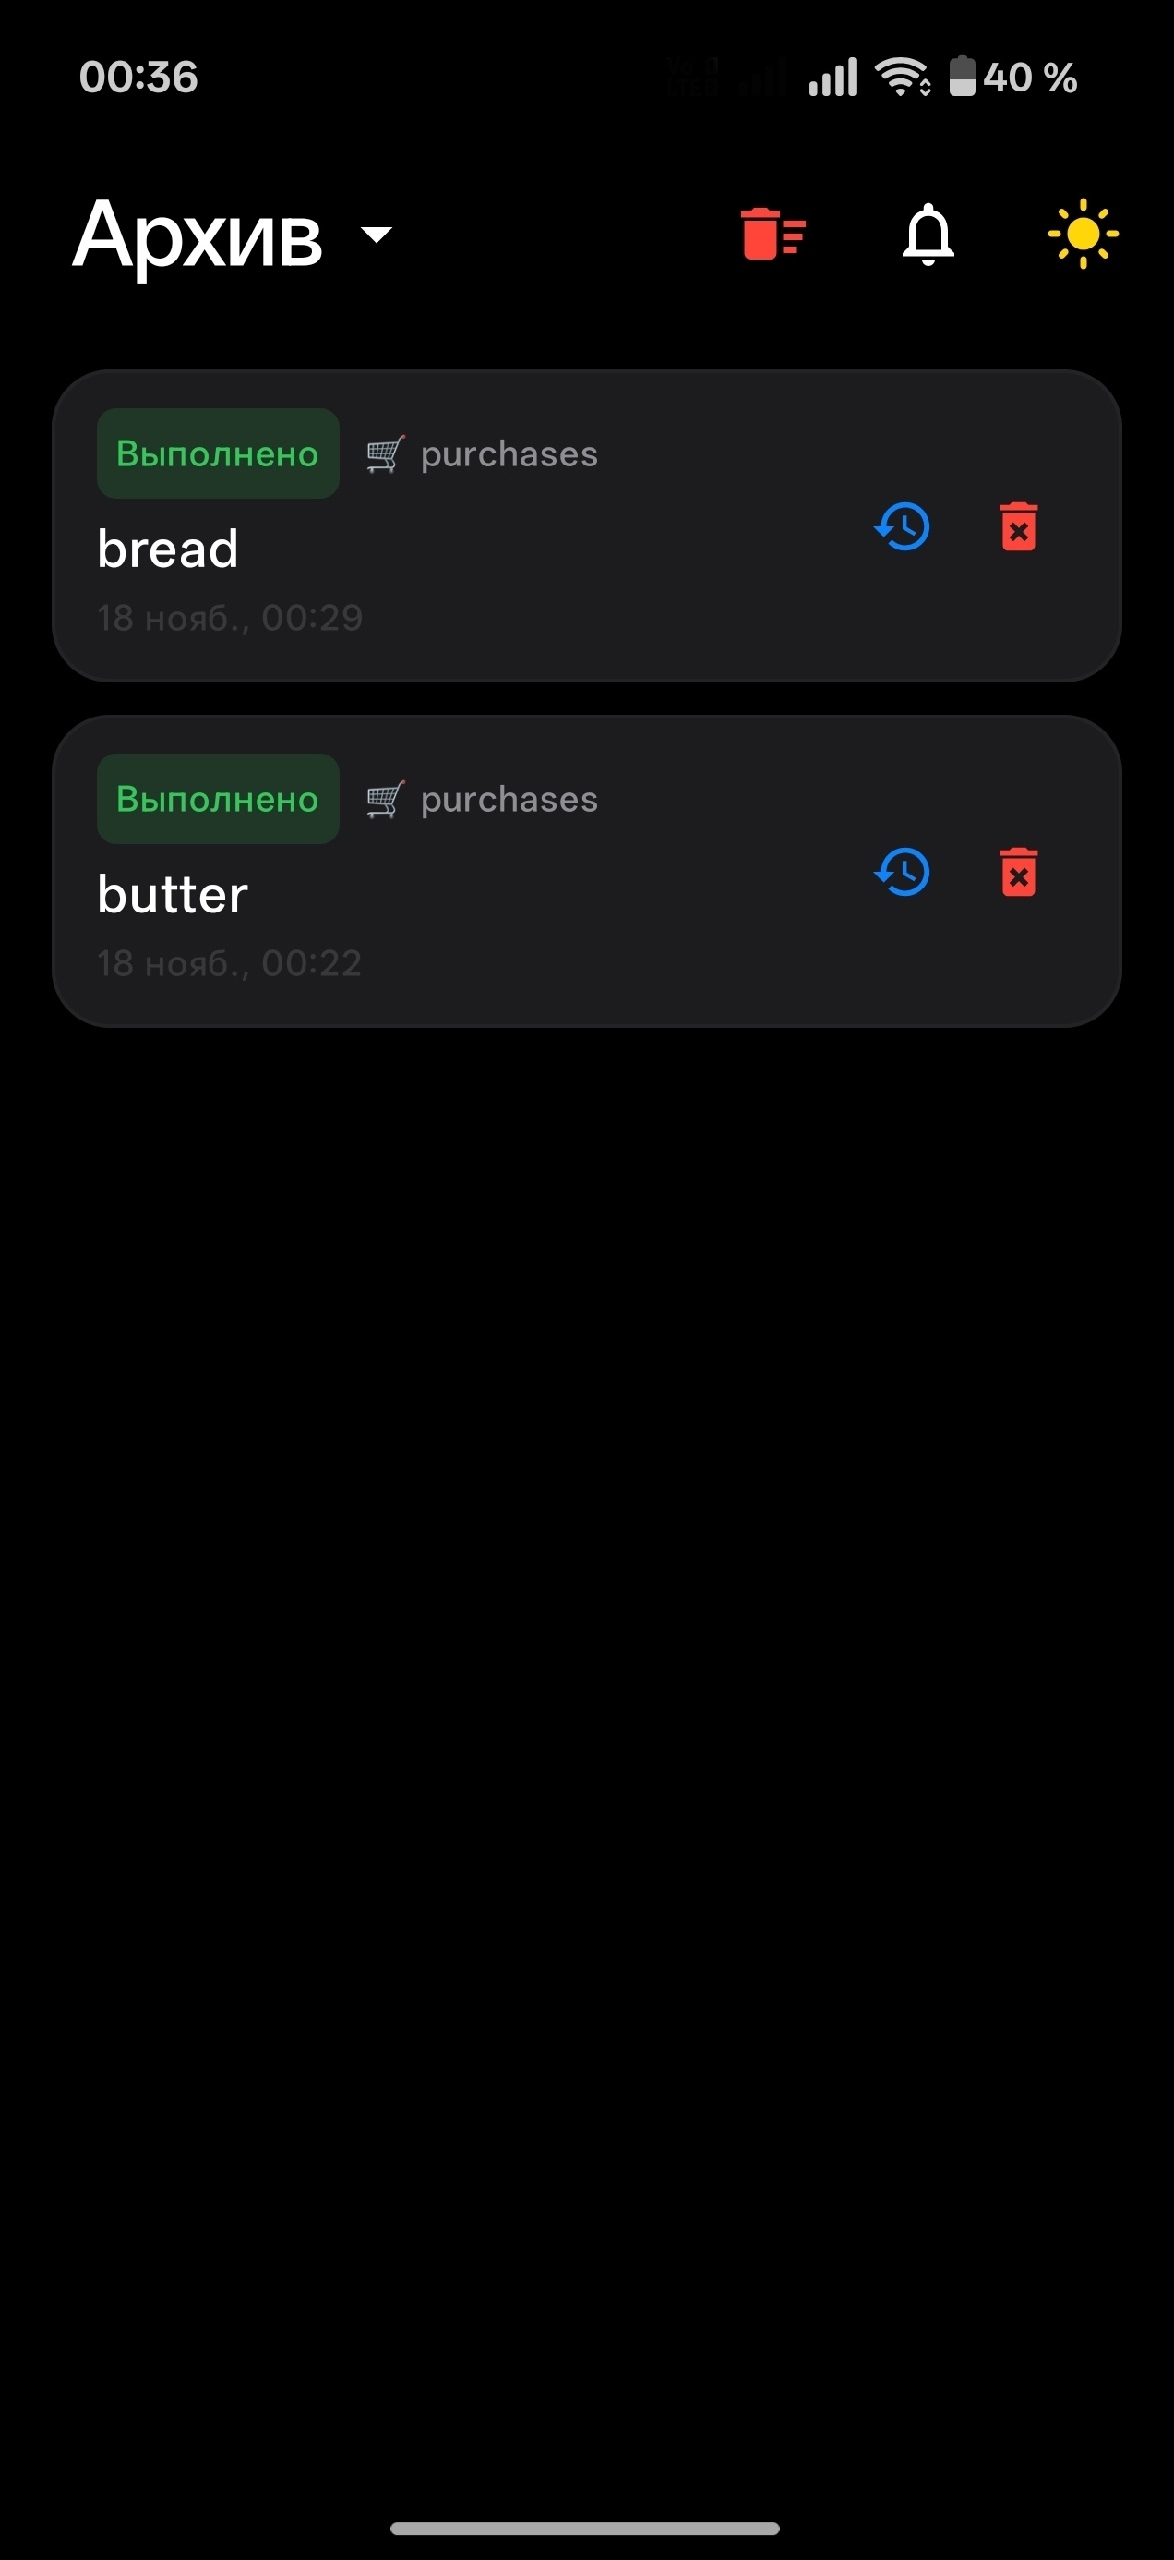 00:36 40 %
Архив
Выполнено purchases
bread
18 нояб., 00:29
Выполнено purchases
butter
18 нояб., 00:22